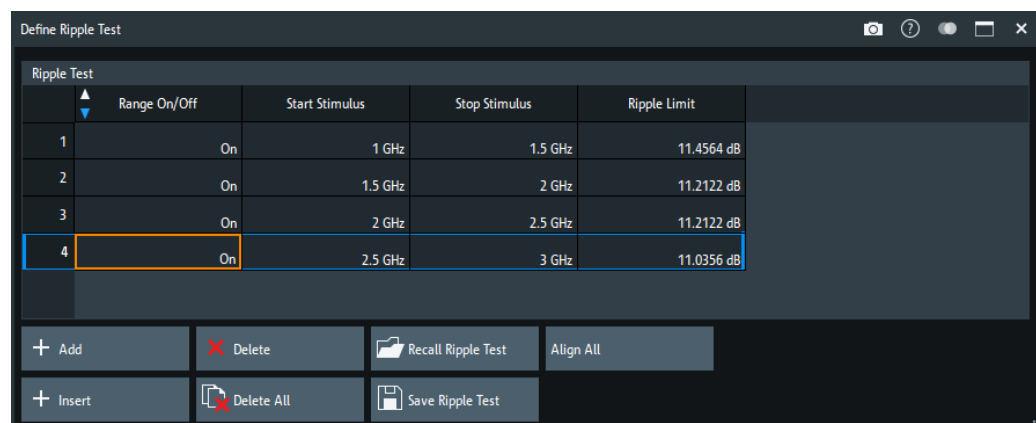 Define Ripple Test
Ripple Test
Range On/Off Start Stimulus Stop Stimulus Ripple Limit
1 On 1 GHz 1.5 GHz 11.4564 dB
2 On 1.5 GHz 2 GHz 11.2122 dB
3 On 2 GHz 2.5 GHz 11.2122 dB
4 On 2.5 GHz 3 GHz 11.0356 dB
+ Add Delete Recall Ripple Test Align All
+ Insert Delete All Save Ripple Test